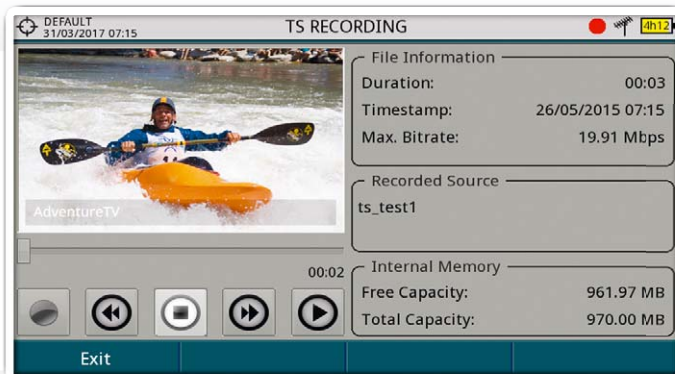 DEFAULT
31/03/2017 07:15
TS RECORDING
4h12
AdventureTV
00:02
File Information
Duration: 00:03
Timestamp: 26/05/2015 07:15
Max. Bitrate: 19.91 Mbps
Recorded Source
ts_test1
Internal Memory
Free Capacity: 961.97 MB
Total Capacity: 970.00 MB
Exit